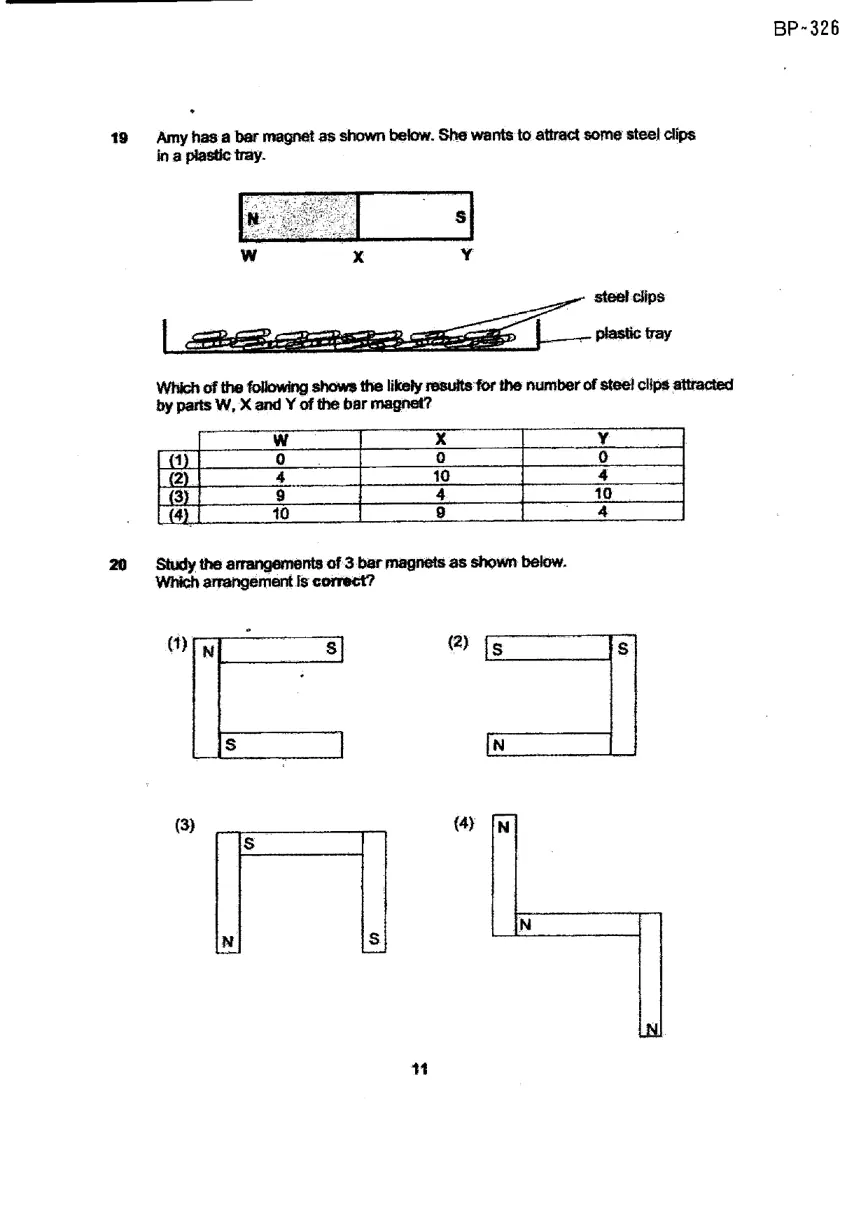 BP-326
19 Amy has a bar magnet as shown below. She wants to attract some steel clips
in a plastic tray.
N S
W X Y
steel clips
plastic tray
Which of the following shows the likely results for the number of steel clips attracted
by parts W, X and Y of the bar magnet?
W X Y
(1) 0 0 0
(2) 4 10 4
(3) 9 4 10
(4) 10 9 4
20 Study the arrangements of 3 bar magnets as shown below.
Which arrangement is correct?
(1) N S
S
(2) S S
N
(3)
S
N S
(4) N
N
N
11